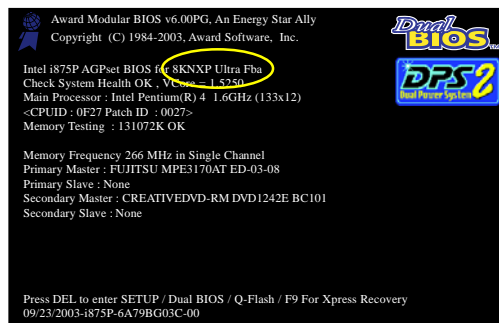 Award Modular BIOS v6.00PG, An Energy Star Ally
Copyright (C) 1984-2003, Award Software, Inc.
Dual
BIOS
TM
Intel i875P AGPset BIOS for 8KNXP Ultra Fba
Check System Health OK , VCore = 1.5250
Main Processor : Intel Pentium(R) 4 1.6GHz (133x12)
<CPUID : 0F27 Patch ID : 0027>
Memory Testing : 131072K OK
DPS2
Dual Power System
Memory Frequency 266 MHz in Single Channel
Primary Master : FUJITSU MPE3170AT ED-03-08
Primary Slave : None
Secondary Master : CREATIVEDVD-RM DVD1242E BC101
Secondary Slave : None
Press DEL to enter SETUP / Dual BIOS / Q-Flash / F9 For Xpress Recovery
09/23/2003-i875P-6A79BG03C-00